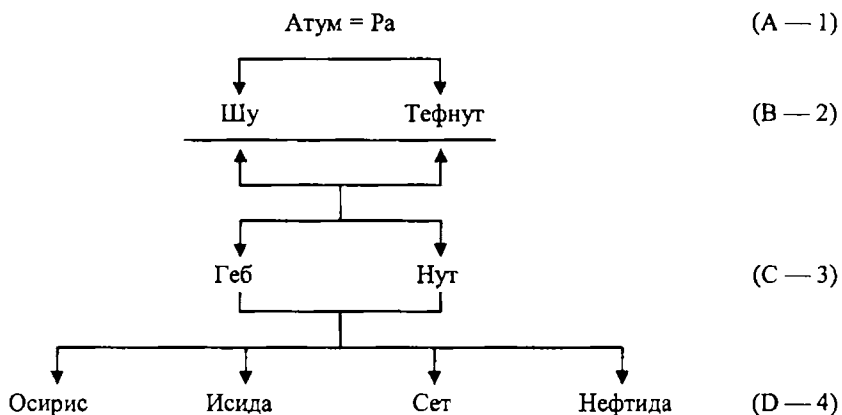 Атум = Ра (A — 1)
Шу Тефнут (B — 2)
Геб Нут (C — 3)
Осирис Исида Сет Нефтида (D — 4)